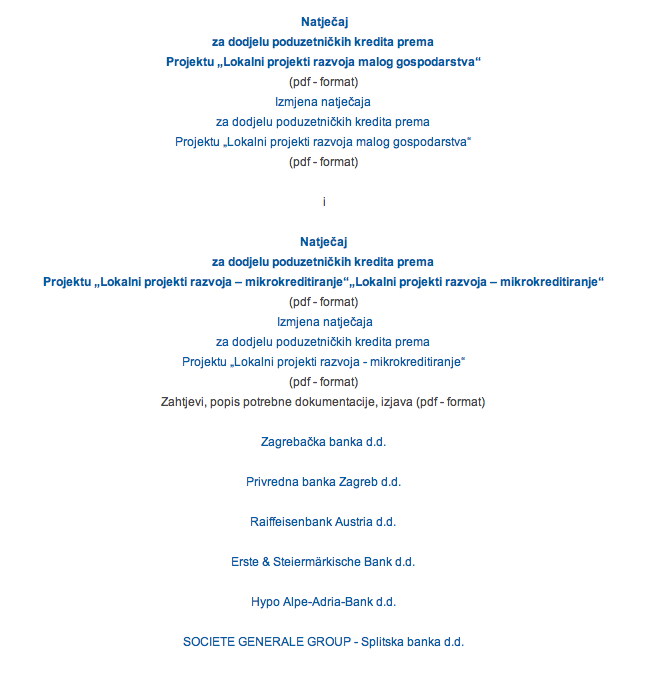 Natječaj
za dodjelu poduzetničkih kredita prema
Projektu „Lokalni projekti razvoja malog gospodarstva“
(pdf - format)
Izmjena natječaja
za dodjelu poduzetničkih kredita prema
Projektu „Lokalni projekti razvoja malog gospodarstva“
(pdf - format)
i
Natječaj
za dodjelu poduzetničkih kredita prema
Projektu „Lokalni projekti razvoja – mikrokreditiranje“„Lokalni projekti razvoja – mikrokreditiranje“
(pdf - format)
Izmjena natječaja
za dodjelu poduzetničkih kredita prema
Projektu „Lokalni projekti razvoja - mikrokreditiranje“
(pdf - format)
Zahtjevi, popis potrebne dokumentacije, izjava (pdf - format)
Zagrebačka banka d.d.
Privredna banka Zagreb d.d.
Raiffeisenbank Austria d.d.
Erste & Steiermärkische Bank d.d.
Hypo Alpe-Adria-Bank d.d.
SOCIETE GENERALE GROUP - Splitska banka d.d.